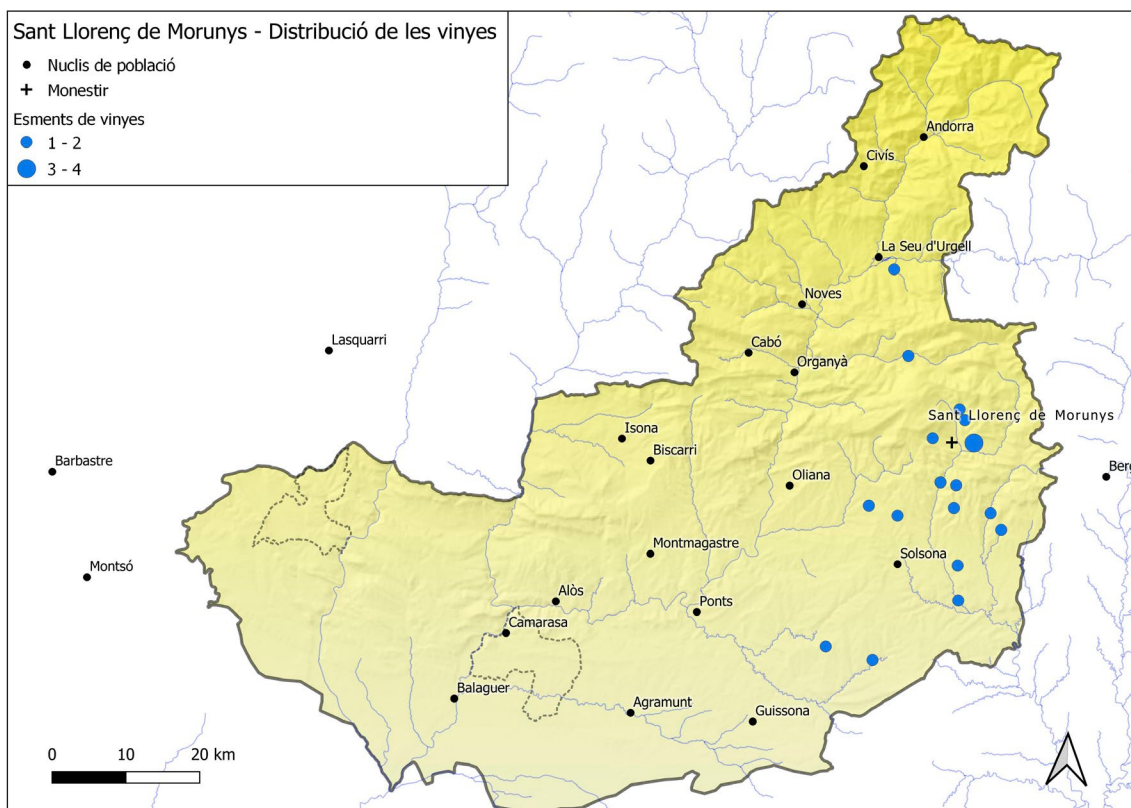 Sant Llorenç de Morunys - Distribució de les vinyes
Nuclis de població
Monestir
Esments de vinyes
1 - 2
3 - 4
Andorra
Civís
La Seu d'Urgell
Noves
Lasquarri
Cabó
Organyà
Sant Llorenç de Morunys
Isona
Biscarri
Barbastre
Berg
Oliana
Montmagastre
Solsona
Montsó
Alòs
Ponts
Camarasa
Balaguer
Agramunt
Guissona
0 10 20 km